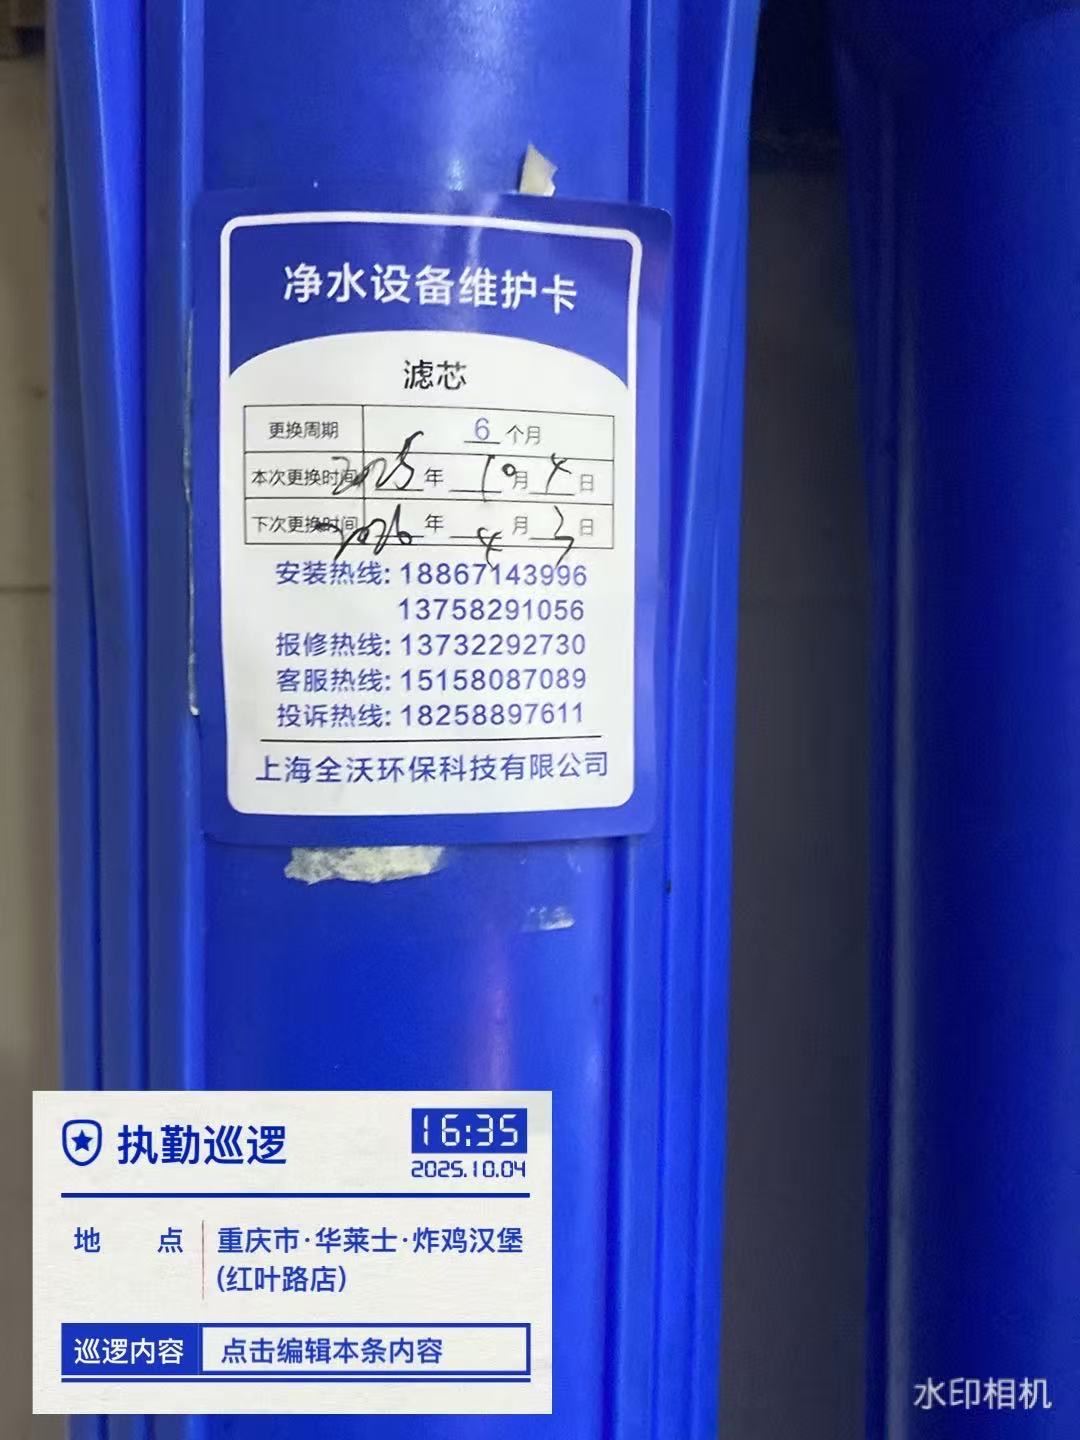 净水设备维护卡
滤芯
更换周期 6 个月
本次更换时间 2025 年 10 月 4 日
下次更换时间 2026 年 4 月 3 日
安装热线: 18867143996
13758291056
报修热线: 13732292730
客服热线: 15158087089
投诉热线: 18258897611
上海全沃环保科技有限公司
执勤巡逻
16:35
2025.10.04
地 点 重庆市·华莱士·炸鸡汉堡
(红叶路店)
巡逻内容 点击编辑本条内容
水印相机